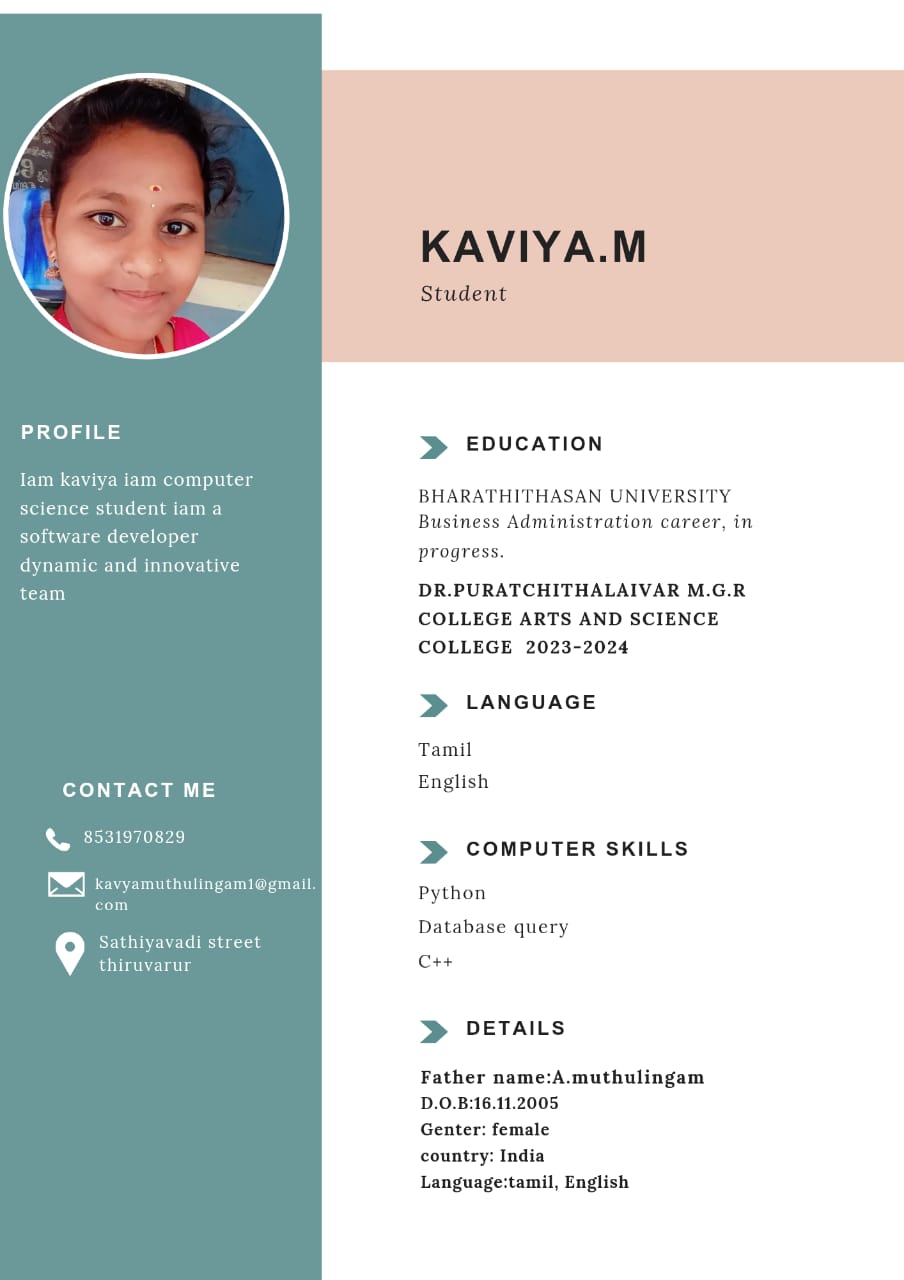 KAVIYA.M
Student
PROFILE
Iam kaviya iam computer
science student iam a
software developer
dynamic and innovative
team
CONTACT ME
8531970829
kavyamuthulingam1@gmail.
com
Sathiyavadi street
thiruvarur
EDUCATION
BHARATHITHASAN UNIVERSITY
Business Administration career, in
progress.
DR.PURATCHITHALAIVAR M.G.R
COLLEGE ARTS AND SCIENCE
COLLEGE  2023-2024
LANGUAGE
Tamil
English
COMPUTER SKILLS
Python
Database query
C++
DETAILS
Father name:A.muthulingam
D.O.B:16.11.2005
Genter: female
country: India
Language:tamil, English